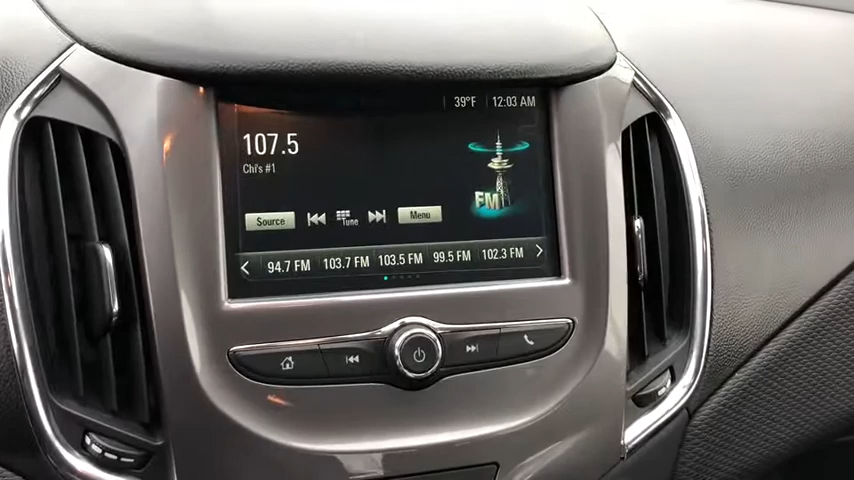 39°F 12:03 AM
107.5
Chi's #1
FM
Source Tune Menu
94.7 FM 103.7 FM 103.5 FM 99.5 FM 102.3 FM